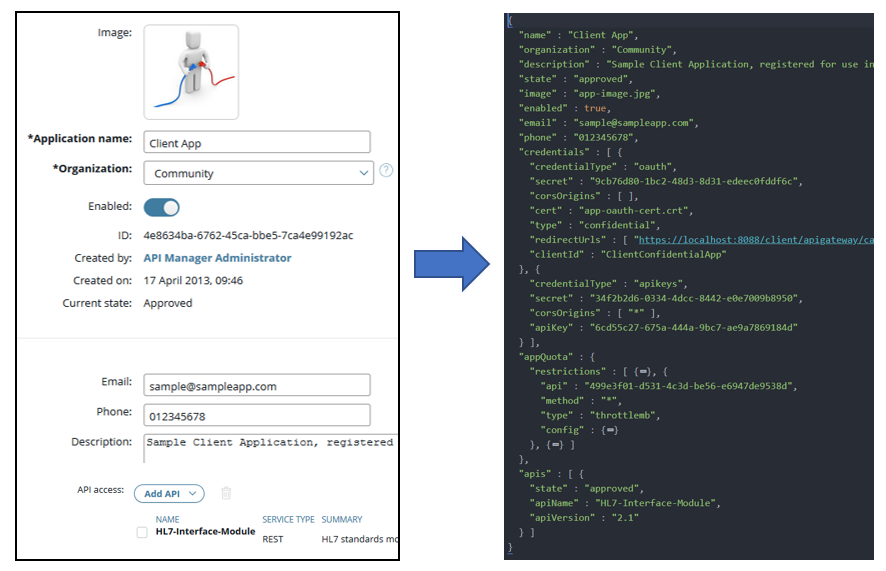 Image:
*Application name:
Client App
*Organization:
Community
?
Enabled:
ID: 4e8634ba-6762-45ca-bbe5-7ca4e99192ac
Created by: API Manager Administrator
Created on: 17 April 2013, 09:46
Current state: Approved
Email: sample@sampleapp.com
Phone: 012345678
Description: Sample Client Application, registered
API access: Add API
NAME SERVICE TYPE SUMMARY
HL7-Interface-Module REST HL7 standards mo
{
"name" : "Client App",
"organization" : "Community",
"description" : "Sample Client Application, registered for use in
"state" : "approved",
"image" : "app-image.jpg",
"enabled" : true,
"email" : "sample@sampleapp.com",
"phone" : "012345678",
"credentials" : [ {
"credentialType" : "oauth",
"secret" : "9cb76d80-1bc2-48d3-8d31-edeec0fddf6c",
"corsOrigins" : [ ],
"cert" : "app-oauth-cert.crt",
"type" : "confidential",
"redirectUrls" : [ "https://localhost:8088/client/apigateway/ca
"clientId" : "ClientConfidentialApp"
}, {
"credentialType" : "apikeys",
"secret" : "34f2b2d6-0334-4dcc-8442-e0e7009b8950",
"corsOrigins" : [ "*" ],
"apiKey" : "6cd55c27-675a-444a-9bc7-ae9a7869184d"
} ],
"appQuota" : {
"restrictions" : [ {⋯}, {
"api" : "499e3f01-d531-4c3d-be56-e6947de9538d",
"method" : "*",
"type" : "throttlemb",
"config" : {⋯}
}, {⋯} ]
},
"apis" : [ {
"state" : "approved",
"apiName" : "HL7-Interface-Module",
"apiVersion" : "2.1"
} ]
}